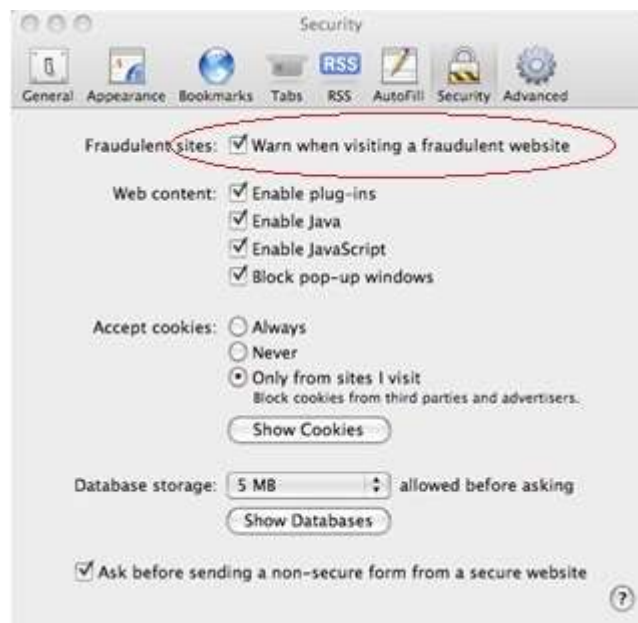 Security
RSS
General Appearance Bookmarks Tabs RSS AutoFill Security Advanced
Fraudulent sites: Warn when visiting a fraudulent website
Web content: Enable plug-ins
Enable Java
Enable JavaScript
Block pop-up windows
Accept cookies: Always
Never
Only from sites I visit
Block cookies from third parties and advertisers.
Show Cookies
Database storage: 5 MB allowed before asking
Show Databases
Ask before sending a non-secure form from a secure website
?